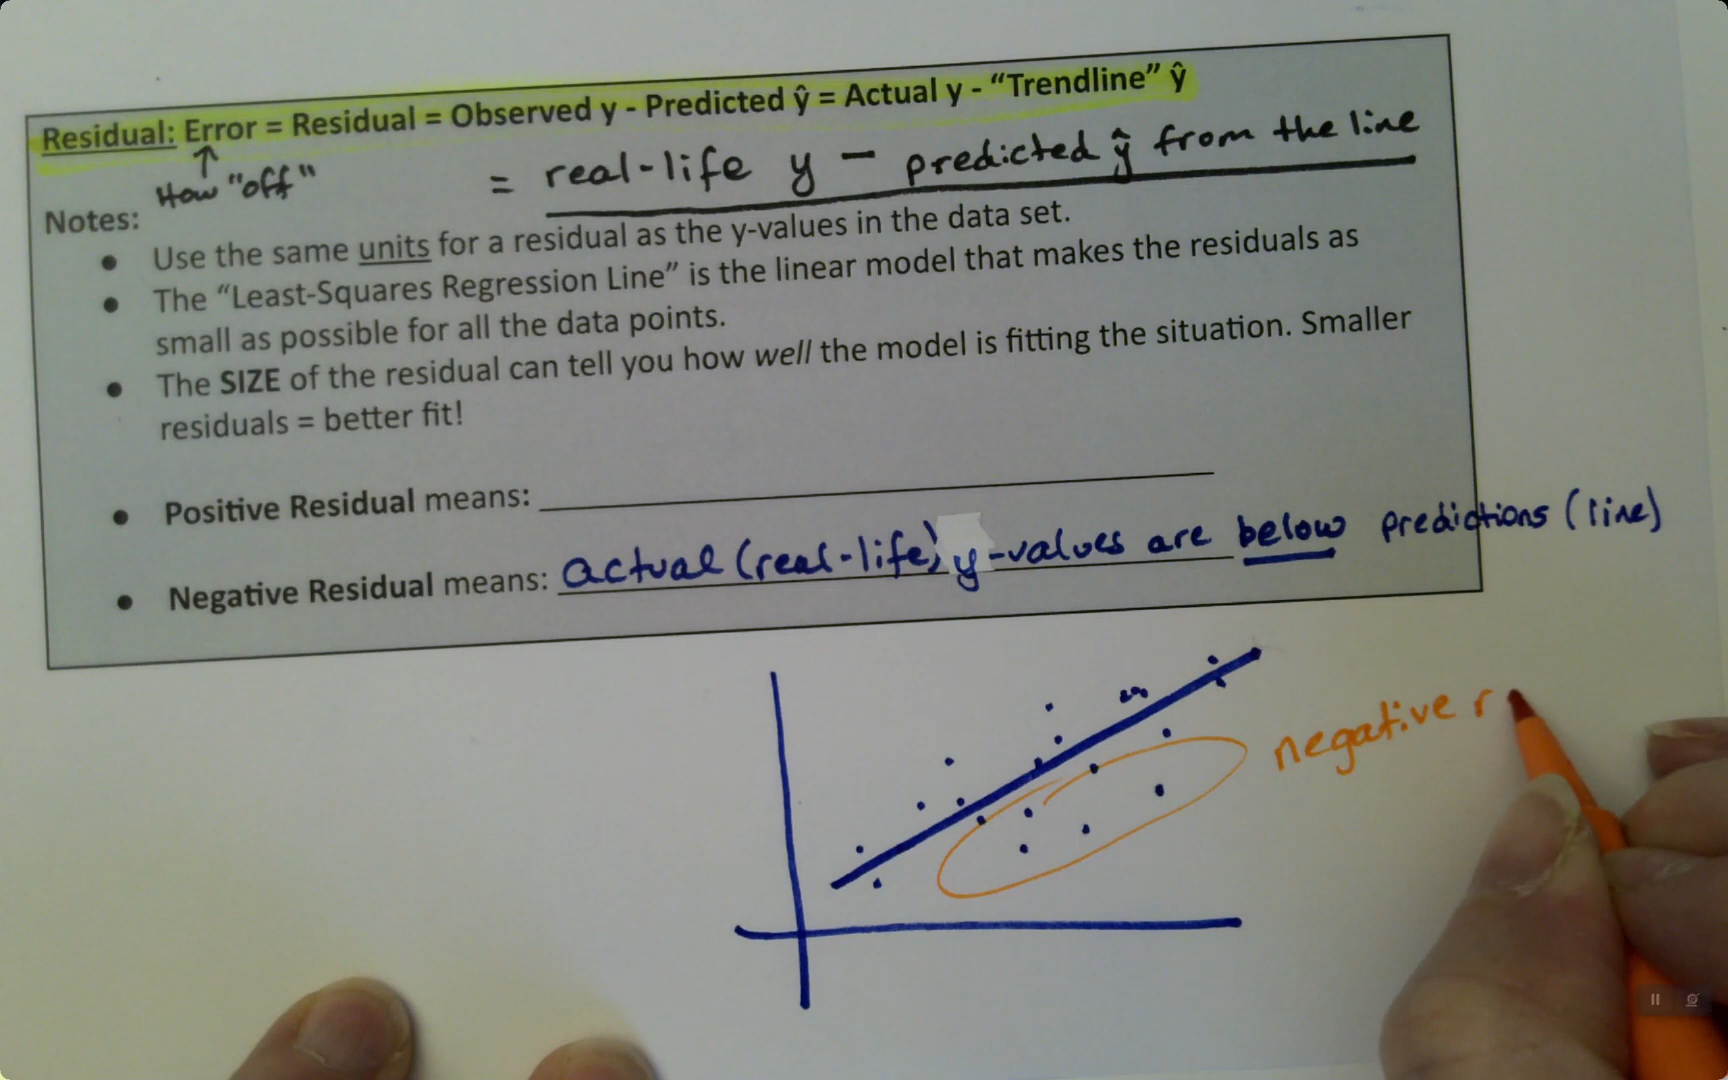 Residual: Error = Residual = Observed y - Predicted ŷ = Actual y - “Trendline” ŷ
↑
How "off"
= real-life y - predicted ŷ from the line
Notes:
● Use the same units for a residual as the y-values in the data set.
● The “Least-Squares Regression Line” is the linear model that makes the residuals as
small as possible for all the data points.
● The SIZE of the residual can tell you how well the model is fitting the situation. Smaller
residuals = better fit!
● Positive Residual means:
● Negative Residual means: actual (real-life) y-values are below predictions (line)
negative r